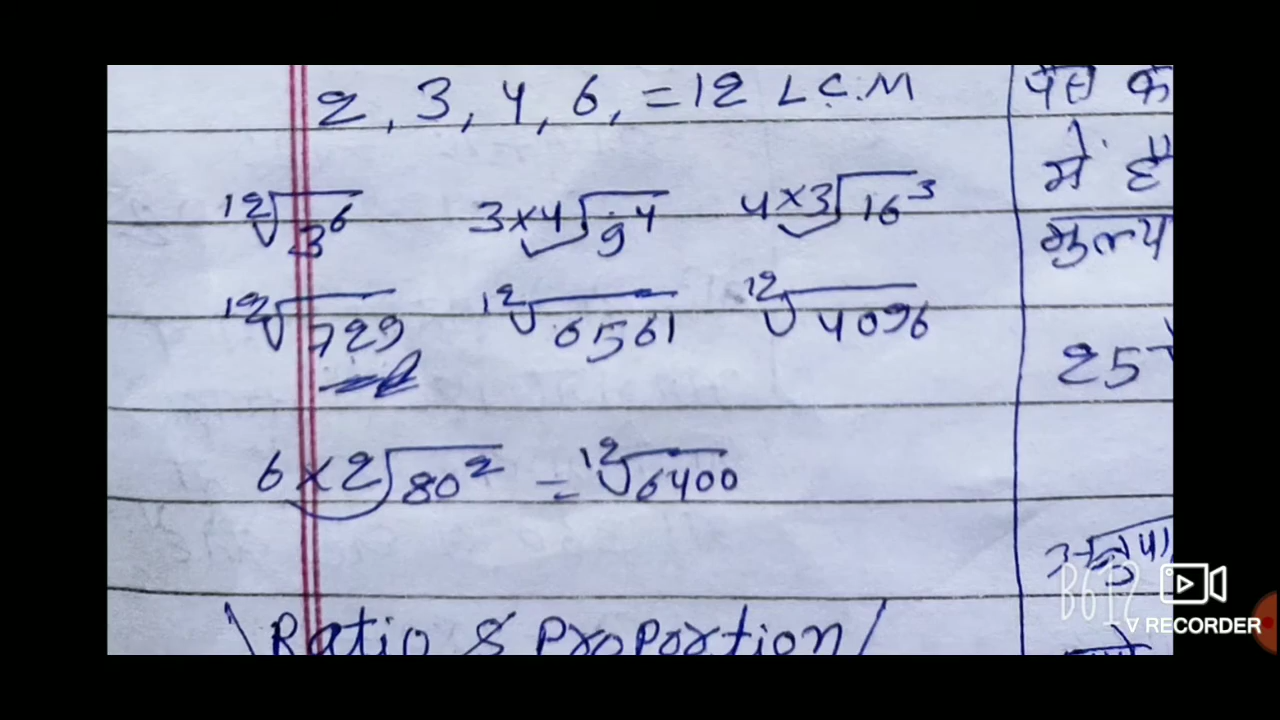 2, 3, 4, 6, = 12 L.C.M
¹²√3⁶ 3×4√9⁴ 4×3√16³
¹²√729 ¹²√6561 ¹²√4096
6×2√80² = ¹²√6400
\Ratio & Proportion/
में
मुल्य
25
B612
V RECORDER